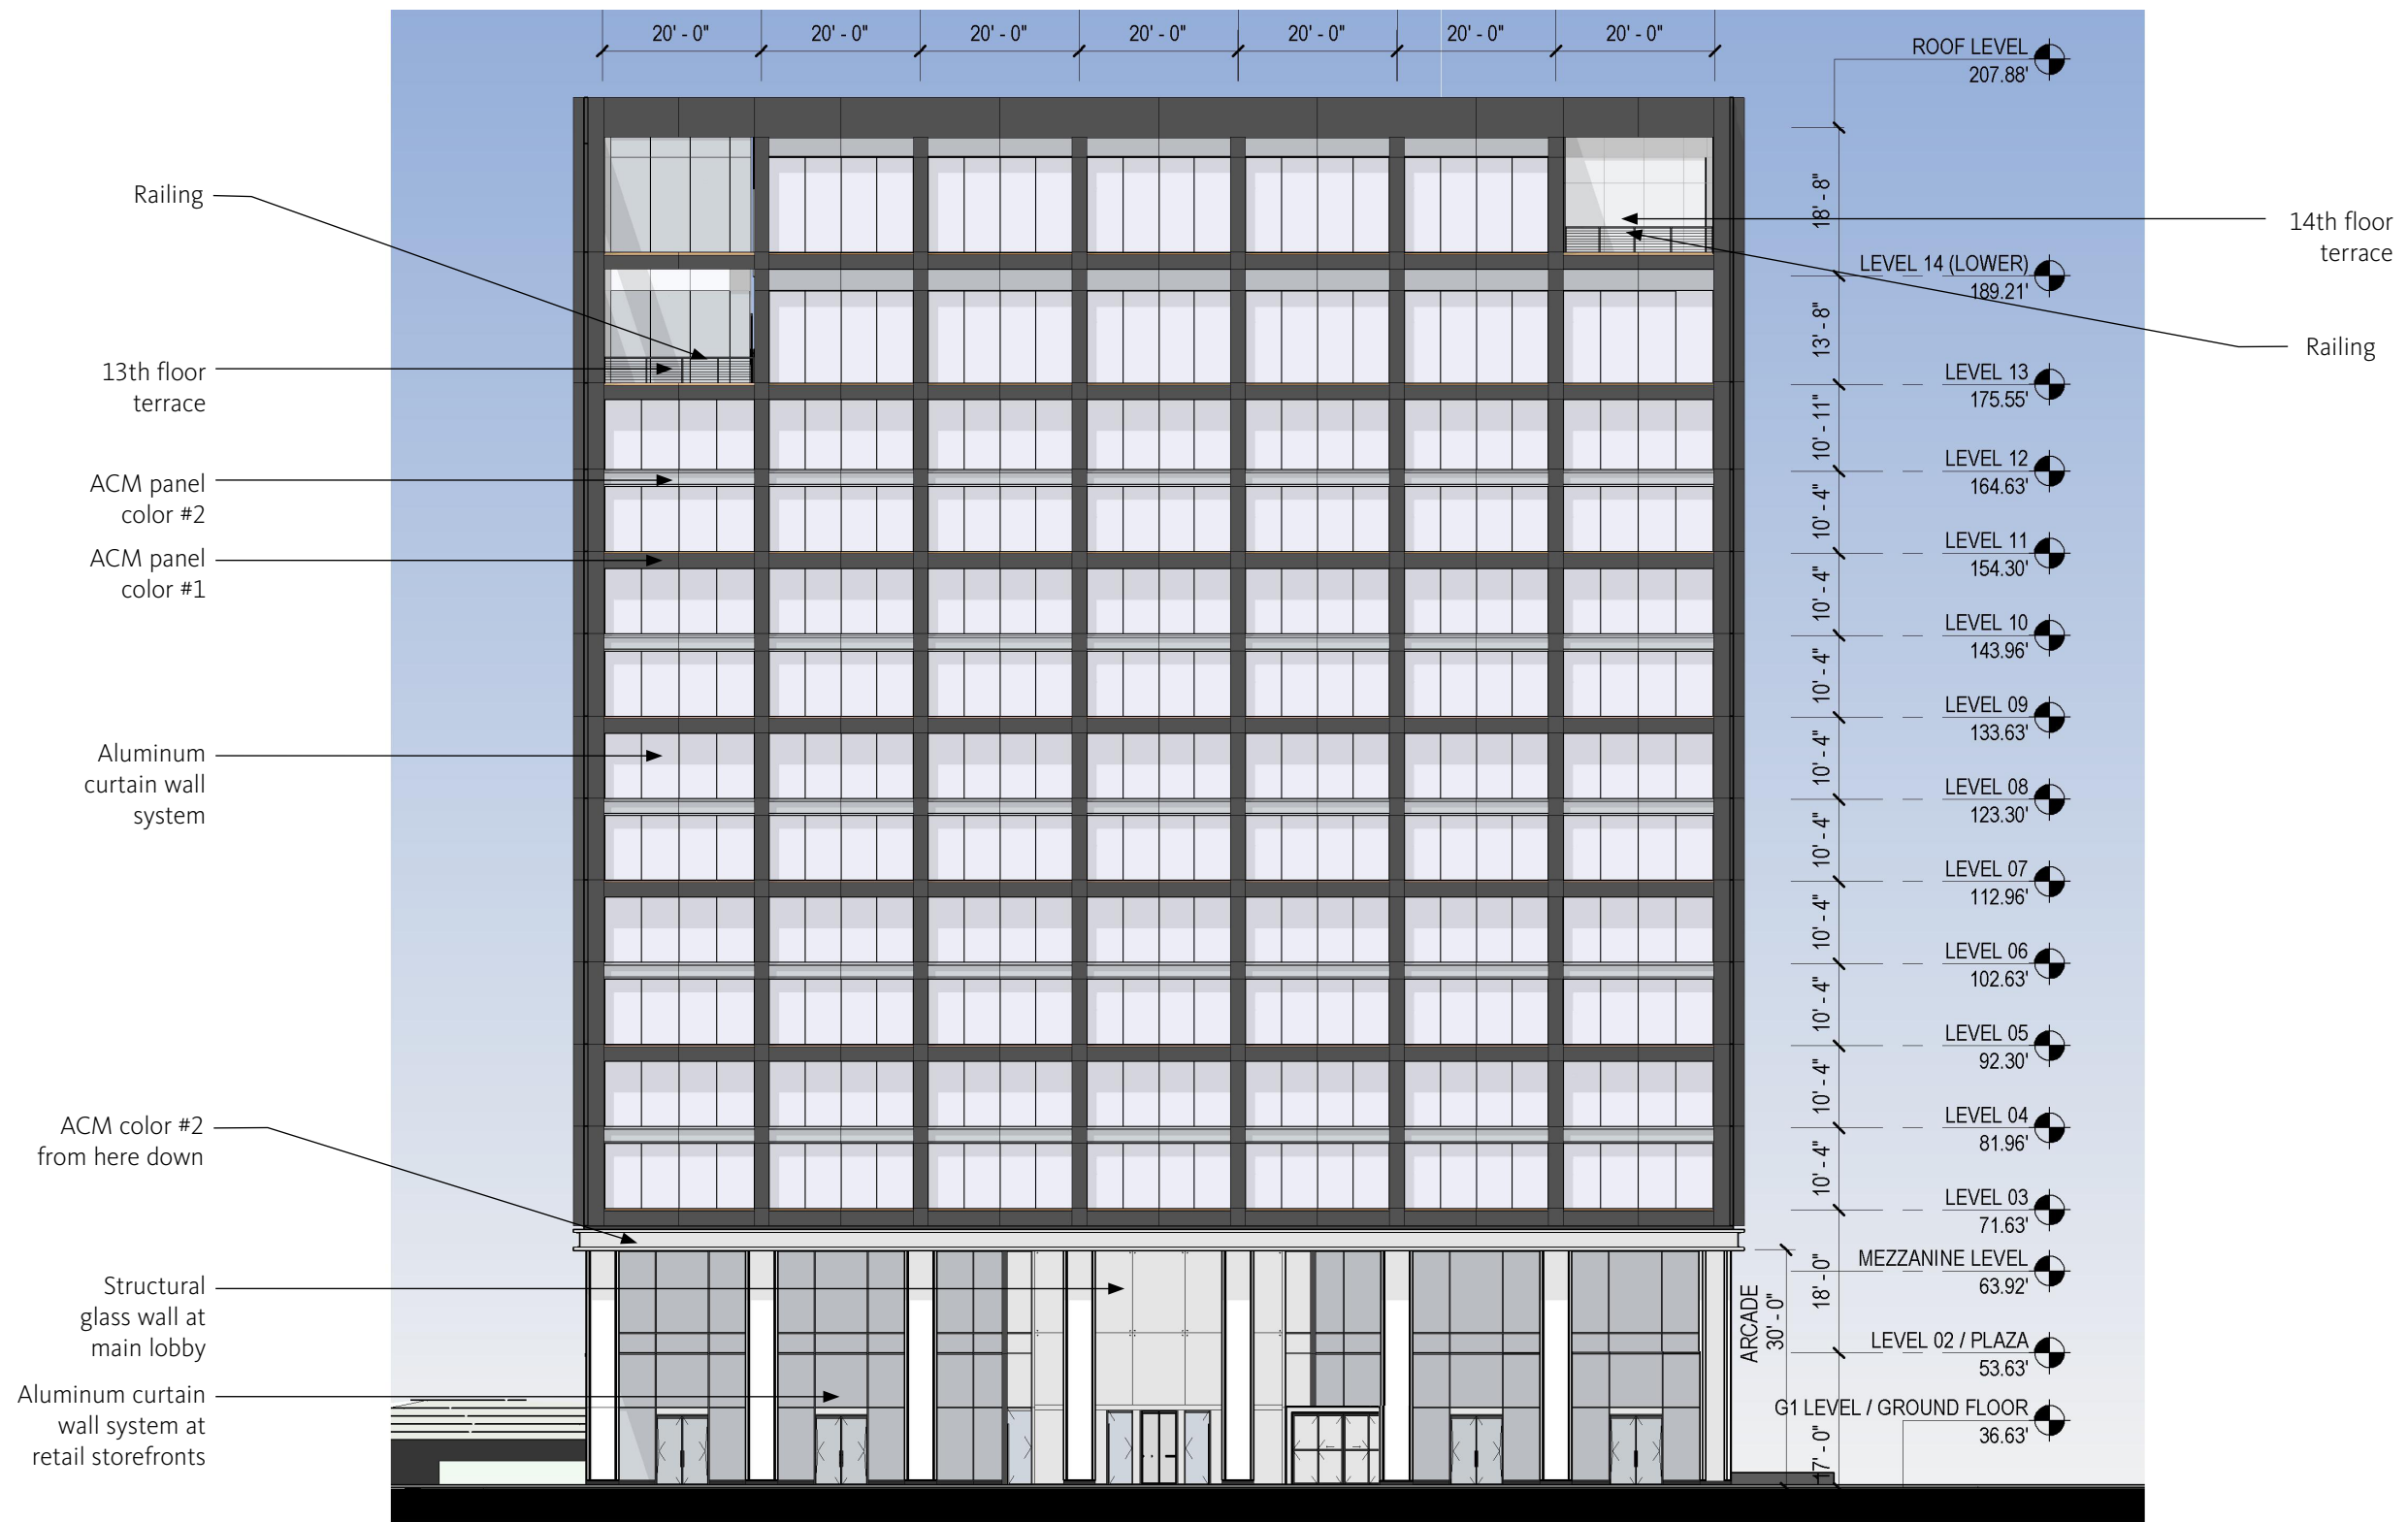 20' - 0"
20' - 0"
20' - 0"
20' - 0"
20' - 0"
20' - 0"
20' - 0"
Railing
13th floor
terrace
ACM panel
color #2
ACM panel
color #1
Aluminum
curtain wall
system
ACM color #2
from here down
Structural
glass wall at
main lobby
Aluminum curtain
wall system at
retail storefronts
18' - 8"
13' - 8"
10' - 11"
10' - 4"
10' - 4"
10' - 4"
10' - 4"
10' - 4"
10' - 4"
10' - 4"
10' - 4"
10' - 4"
18' - 0"
17' - 0"
ARCADE
30' - 0"
ROOF LEVEL
207.88'
LEVEL 14 (LOWER)
189.21'
LEVEL 13
175.55'
LEVEL 12
164.63'
LEVEL 11
154.30'
LEVEL 10
143.96'
LEVEL 09
133.63'
LEVEL 08
123.30'
LEVEL 07
112.96'
LEVEL 06
102.63'
LEVEL 05
92.30'
LEVEL 04
81.96'
LEVEL 03
71.63'
MEZZANINE LEVEL
63.92'
LEVEL 02 / PLAZA
53.63'
G1 LEVEL / GROUND FLOOR
36.63'
14th floor
terrace
Railing